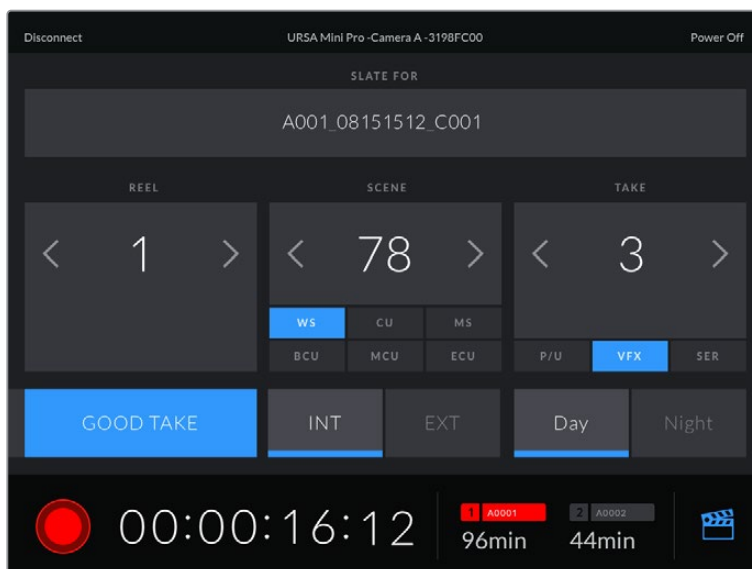 Disconnect URSA Mini Pro -Camera A -3198FC00 Power Off
SLATE FOR
A001_08151512_C001
REEL SCENE TAKE
1 78 3
WS CU MS
BCU MCU ECU P/U VFX SER
GOOD TAKE INT EXT Day Night
00:00:16:12
1 A0001 2 A0002
96min 44min